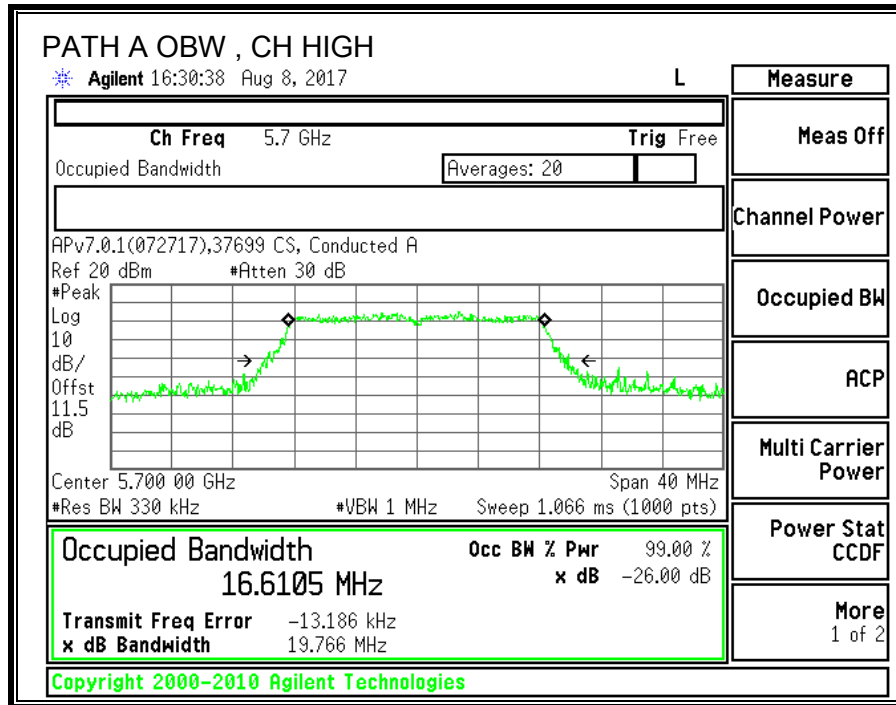 PATH A OBW , CH HIGH
Agilent 16:30:38 Aug 8, 2017 L
Measure
Ch Freq 5.7 GHz Trig Free
Occupied Bandwidth Averages: 20
APv7.0.1(072717),37699 CS, Conducted A
Ref 20 dBm #Atten 30 dB
#Peak
Log
10
dB/
Offst
11.5
dB
Center 5.700 00 GHz Span 40 MHz
#Res BW 330 kHz #VBW 1 MHz Sweep 1.066 ms (1000 pts)
Occupied Bandwidth Occ BW % Pwr 99.00 %
16.6105 MHz x dB -26.00 dB
Transmit Freq Error -13.186 kHz
x dB Bandwidth 19.766 MHz
Copyright 2000-2010 Agilent Technologies
Meas Off
Channel Power
Occupied BW
ACP
Multi Carrier
Power
Power Stat
CCDF
More
1 of 2